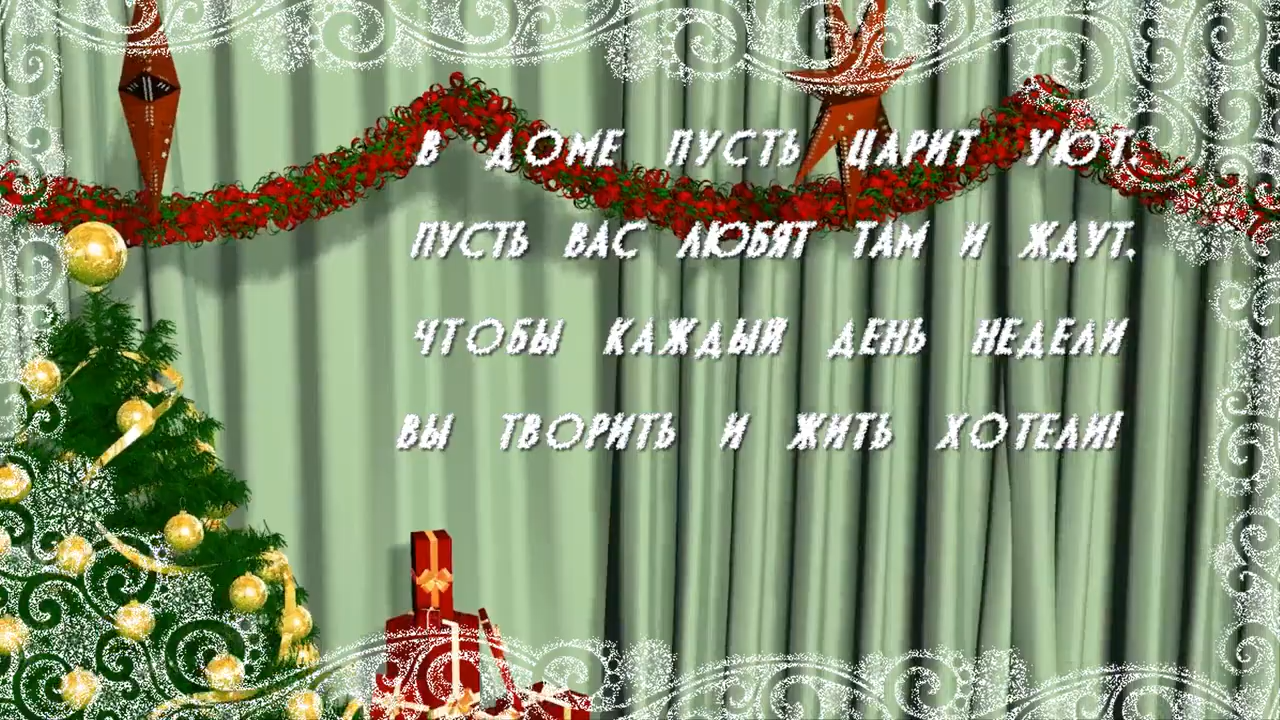 В ДОМЕ ПУСТЬ ЦАРИТ УЮТ,
ПУСТЬ ВАС ЛЮБЯТ ТАМ И ЖДУТ,
ЧТОБЫ КАЖДЫЙ ДЕНЬ НЕДЕЛИ
ВЫ ТВОРИТЬ И ЖИТЬ ХОТЕЛИ!